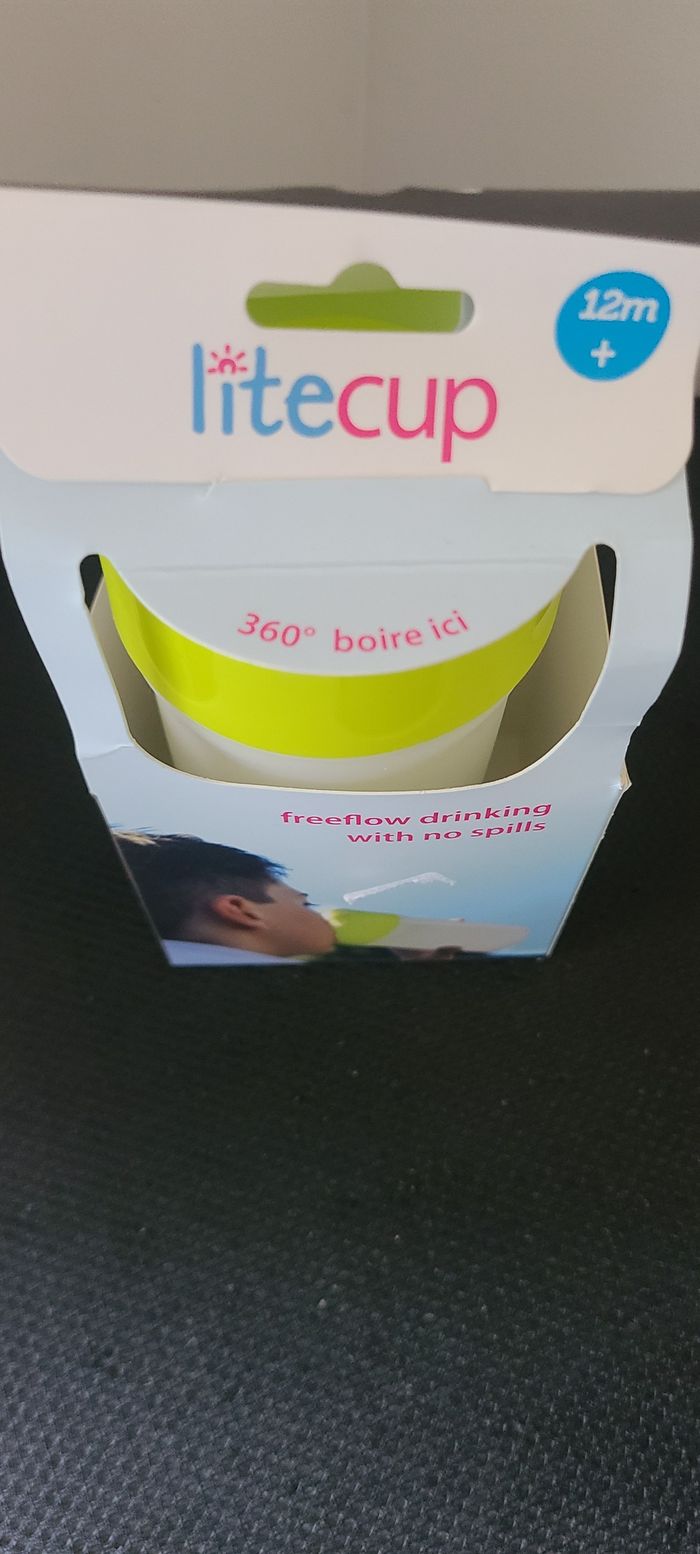 12m
+
litecup
360° boire ici
freeflow drinking
with no spills